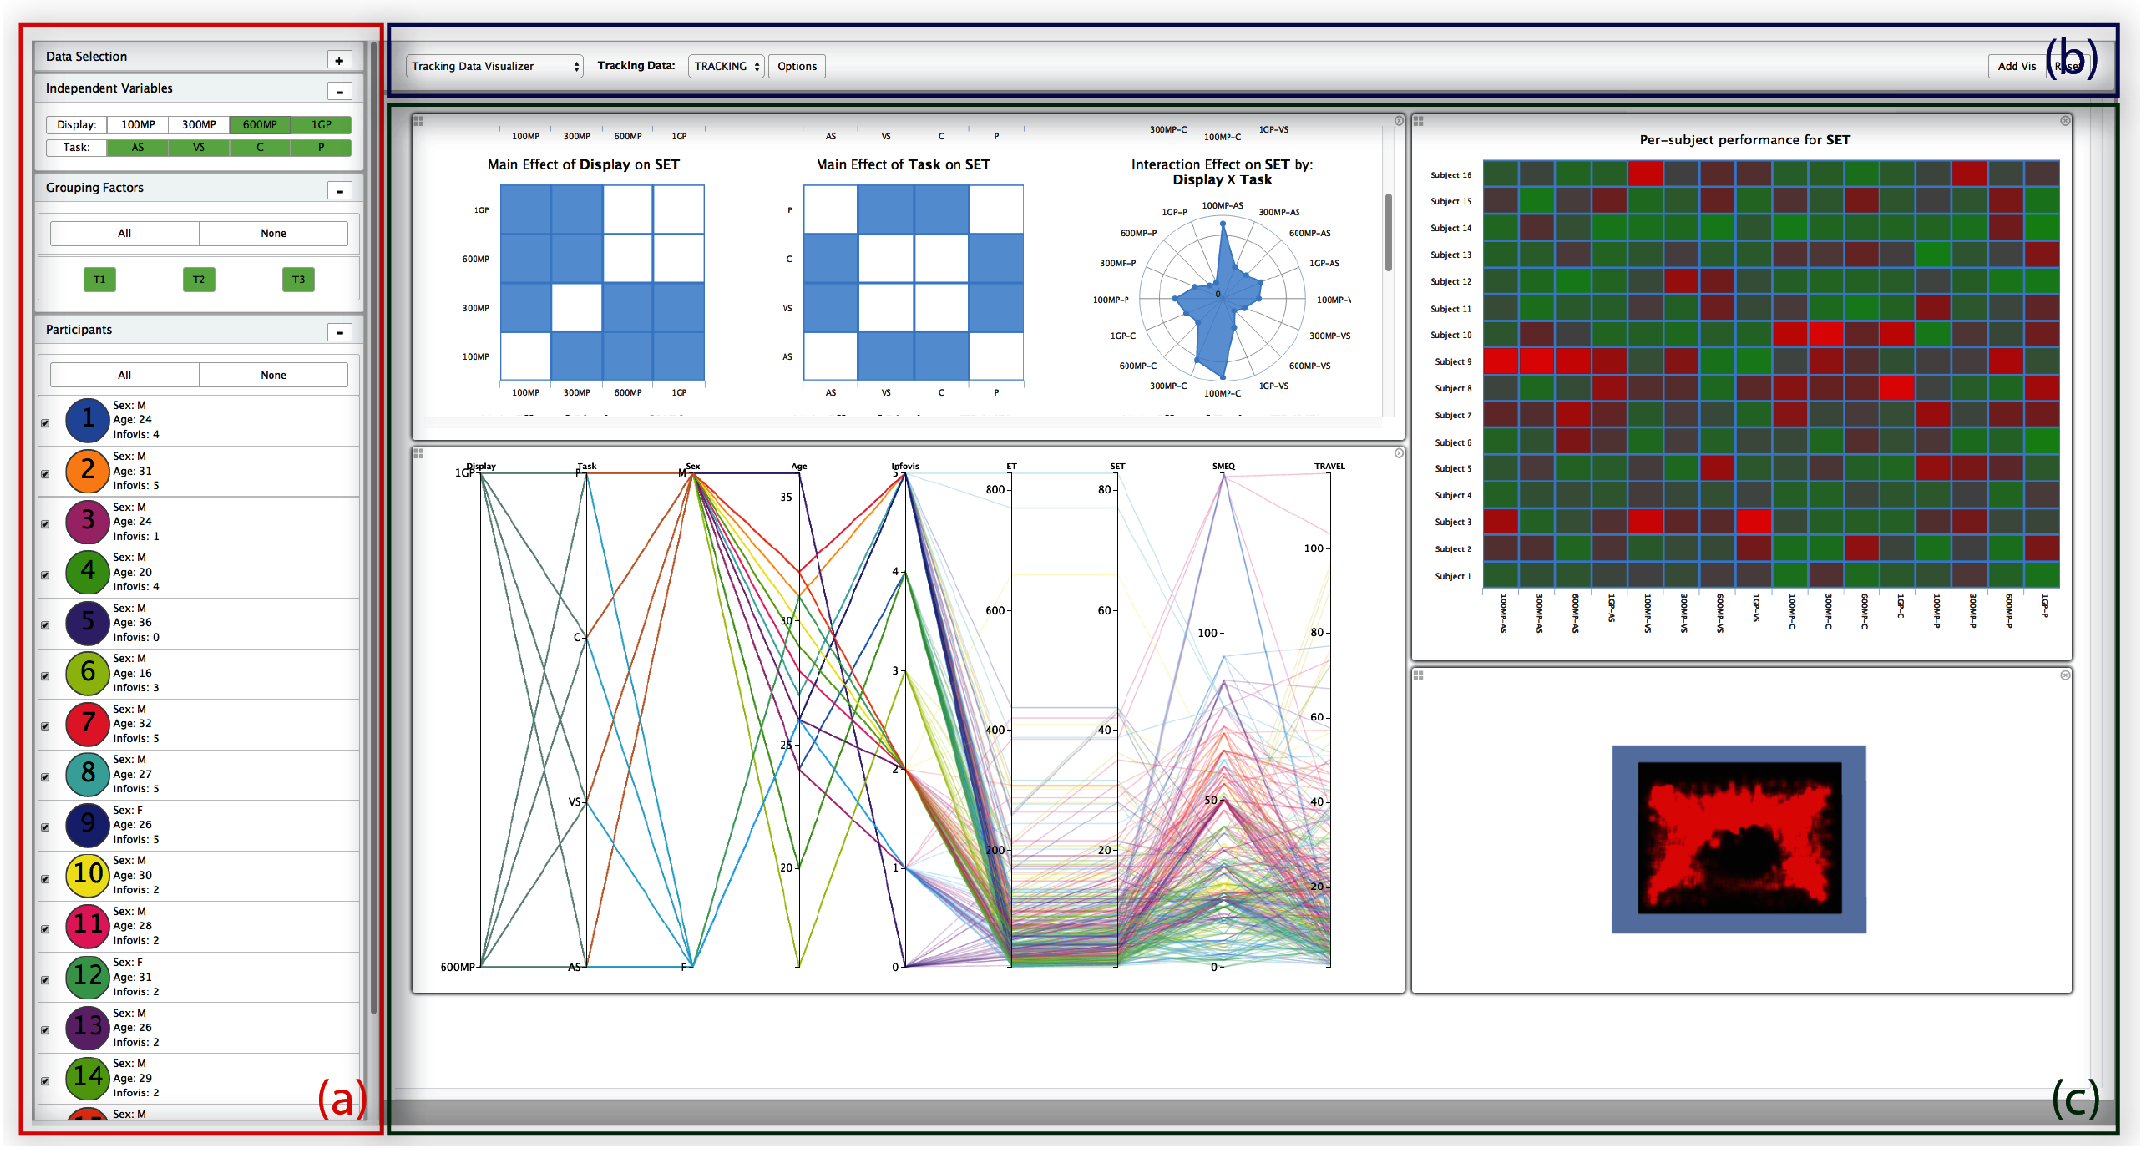 Data Selection
+
Independent Variables
-
Display: 100MP 300MP 600MP 1GP
Task: AS VS C P
Grouping Factors
-
All None
T1 T2 T3
Participants
-
All None
1
Sex: M
Age: 24
Infovis: 4
2
Sex: M
Age: 31
Infovis: 5
3
Sex: M
Age: 24
Infovis: 1
4
Sex: M
Age: 20
Infovis: 4
5
Sex: M
Age: 36
Infovis: 0
6
Sex: M
Age: 16
Infovis: 3
7
Sex: M
Age: 32
Infovis: 5
8
Sex: M
Age: 27
Infovis: 5
9
Sex: F
Age: 26
Infovis: 5
10
Sex: M
Age: 30
Infovis: 2
11
Sex: M
Age: 28
Infovis: 2
12
Sex: F
Age: 31
Infovis: 2
13
Sex: M
Age: 26
Infovis: 2
14
Sex: M
Age: 29
Infovis: 2
Sex: M
(a)
Tracking Data Visualizer Tracking Data: TRACKING Options Add Vis Reset
(b)
100MP 300MP 600MP 1GP
AS VS C P
300MP-C 100MP-C 1GP-VS
Main Effect of Display on SET
1GP
600MP
300MP
100MP
100MP 300MP 600MP 1GP
Main Effect of Task on SET
P
C
VS
AS
AS VS C P
Interaction Effect on SET by:
Display X Task
100MP-AS
1GP-P 300MP-AS
600MP-P 600MP-AS
300MP-P 1GP-AS
0
100MP-P 100MP-V
1GP-C 300MP-VS
600MP-C 600MP-VS
300MP-C 1GP-VS
100MP-C
Per-subject performance for SET
Subject 16
Subject 15
Subject 14
Subject 13
Subject 12
Subject 11
Subject 10
Subject 9
Subject 8
Subject 7
Subject 6
Subject 5
Subject 4
Subject 3
Subject 2
Subject 1
100MP-AS 300MP-AS 600MP-AS 1GP-AS 100MP-VS 300MP-VS 600MP-VS 1GP-VS 100MP-C 300MP-C 600MP-C 1GP-C 100MP-P 300MP-P 600MP-P 1GP-P
Display Task Sex Age Infovis ET SET SMEQ TRAVEL
1GP P M 5
35
800 80
4
100
600 60
30
C 100 80
3
400 40 60
25
2
VS 50 40
200 20
20 1 20
600MP AS F 0 0
(c)